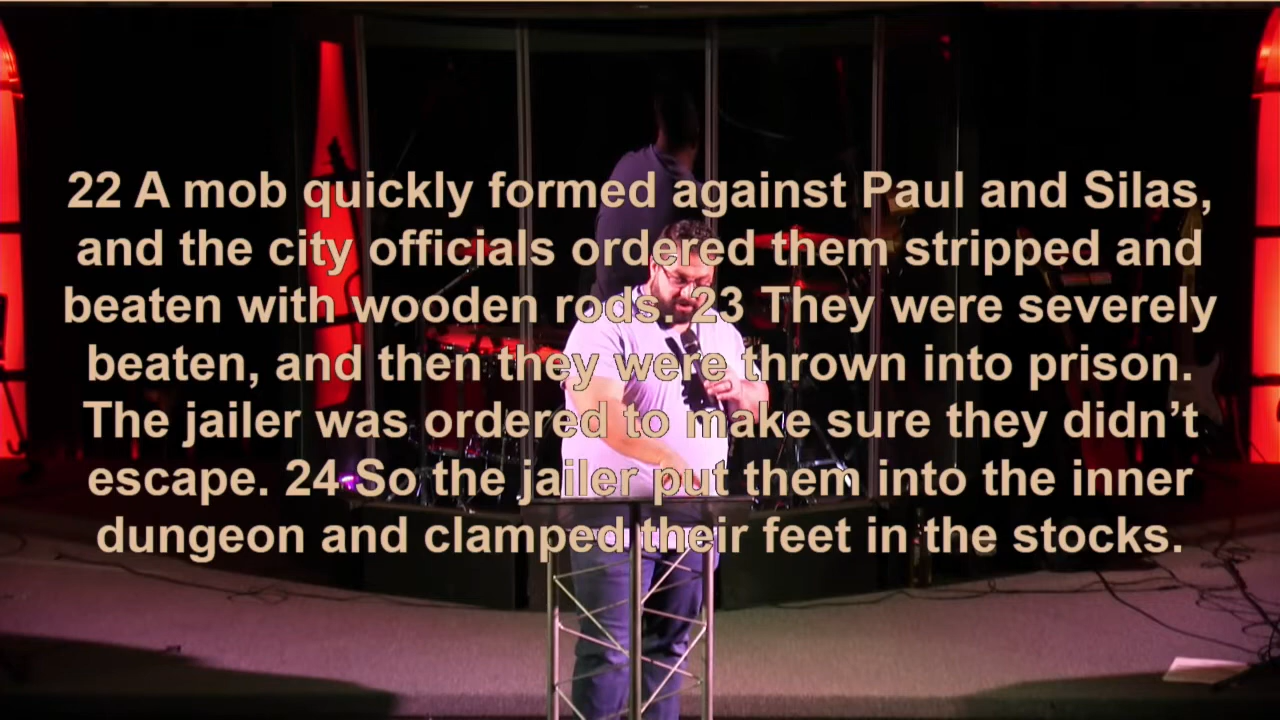 22 A mob quickly formed against Paul and Silas,
and the city officials ordered them stripped and
beaten with wooden rods. 23 They were severely
beaten, and then they were thrown into prison.
The jailer was ordered to make sure they didn’t
escape. 24 So the jailer put them into the inner
dungeon and clamped their feet in the stocks.